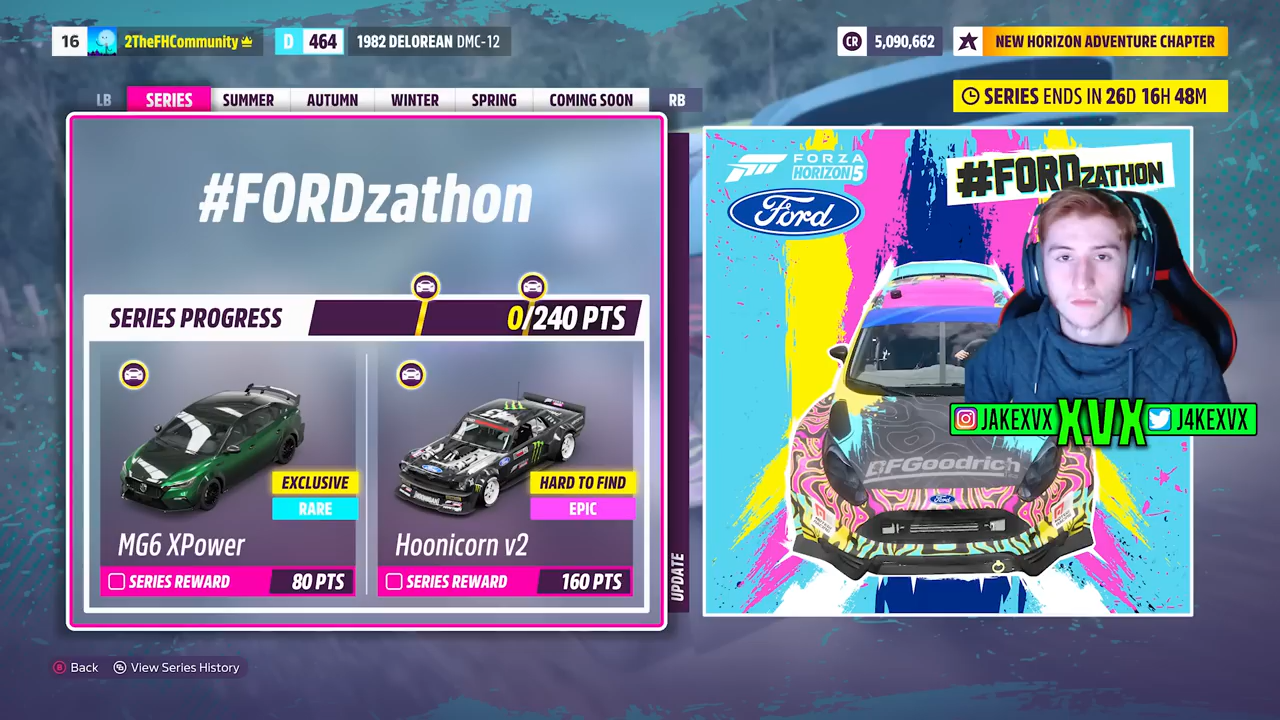 16 2TheFHCommunity D 464 1982 DELOREAN DMC-12
CR 5,090,662 NEW HORIZON ADVENTURE CHAPTER
LB SERIES SUMMER AUTUMN WINTER SPRING COMING SOON RB
SERIES ENDS IN 26D 16H 48M
#FORDzathon
SERIES PROGRESS 0/240 PTS
EXCLUSIVE
RARE
MG6 XPower
SERIES REWARD 80 PTS
HARD TO FIND
EPIC
Hoonicorn v2
SERIES REWARD 160 PTS
UPDATE
FORZA
HORIZON 5
Ford
#FORDZATHON
BFGoodrich
Ford
JAKEXVX XVX J4KEXVX
B Back View Series History